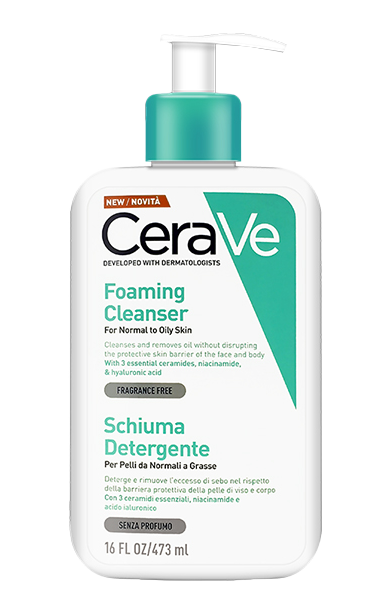 NEW / NOVITÀ
CeraVe
DEVELOPED WITH DERMATOLOGISTS
Foaming
Cleanser
For Normal to Oily Skin
Cleanses and removes oil without disrupting
the protective skin barrier of the face and body
With 3 essential ceramides, niacinamide,
& hyaluronic acid
FRAGRANCE FREE
Schiuma
Detergente
Per Pelli da Normali a Grasse
Deterge e rimuove l'eccesso di sebo nel rispetto
della barriera protettiva della pelle di viso e corpo
Con 3 ceramidi essenziali, niacinamide e
acido ialuronico
SENZA PROFUMO
16 FL OZ/473 ml